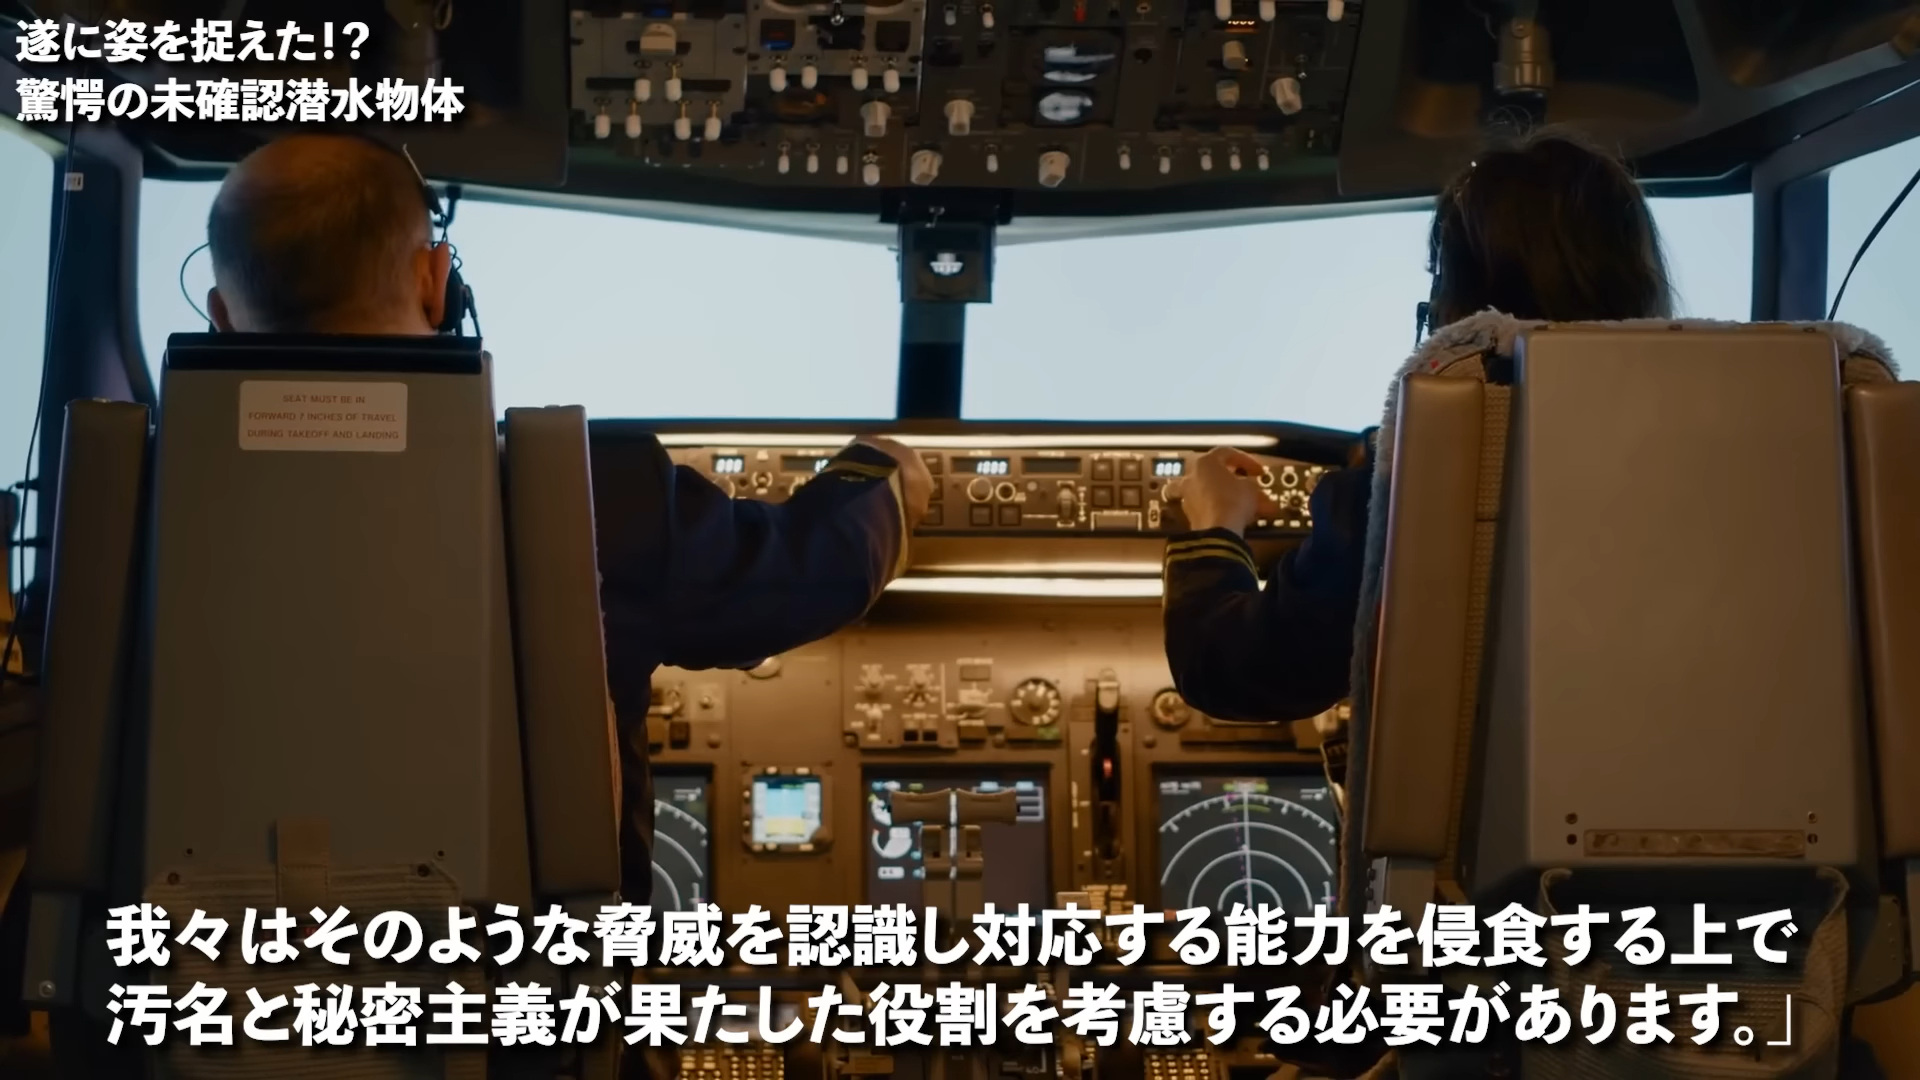 遂に姿を捉えた!?
驚愕の未確認潜水物体
SEAT MUST BE IN
FORWARD 7 INCHES OF TRAVEL
DURING TAKEOFF AND LANDING
000
1000
000
我々はそのような脅威を認識し対応する能力を侵食する上で
汚名と秘密主義が果たした役割を考慮する必要があります。」